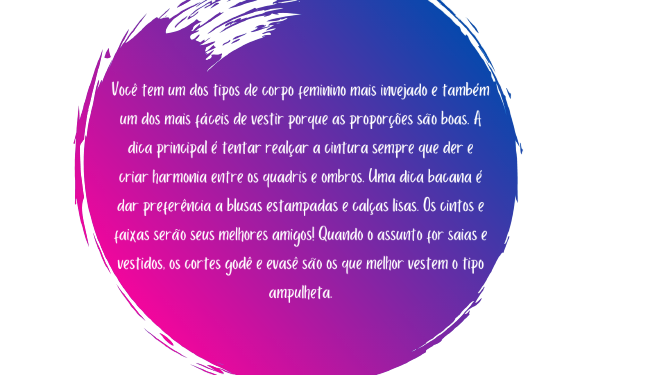 Você tem um dos tipos de corpo feminino mais invejado e também
um dos mais fáceis de vestir porque as proporções são boas. A
dica principal é tentar realçar a cintura sempre que der e
criar harmonia entre os quadris e ombros. Uma dica bacana é
dar preferência a blusas estampadas e calças lisas. Os cintos e
faixas serão seus melhores amigos! Quando o assunto for saias e
vestidos, os cortes godê e evasê são os que melhor vestem o tipo
ampulheta.